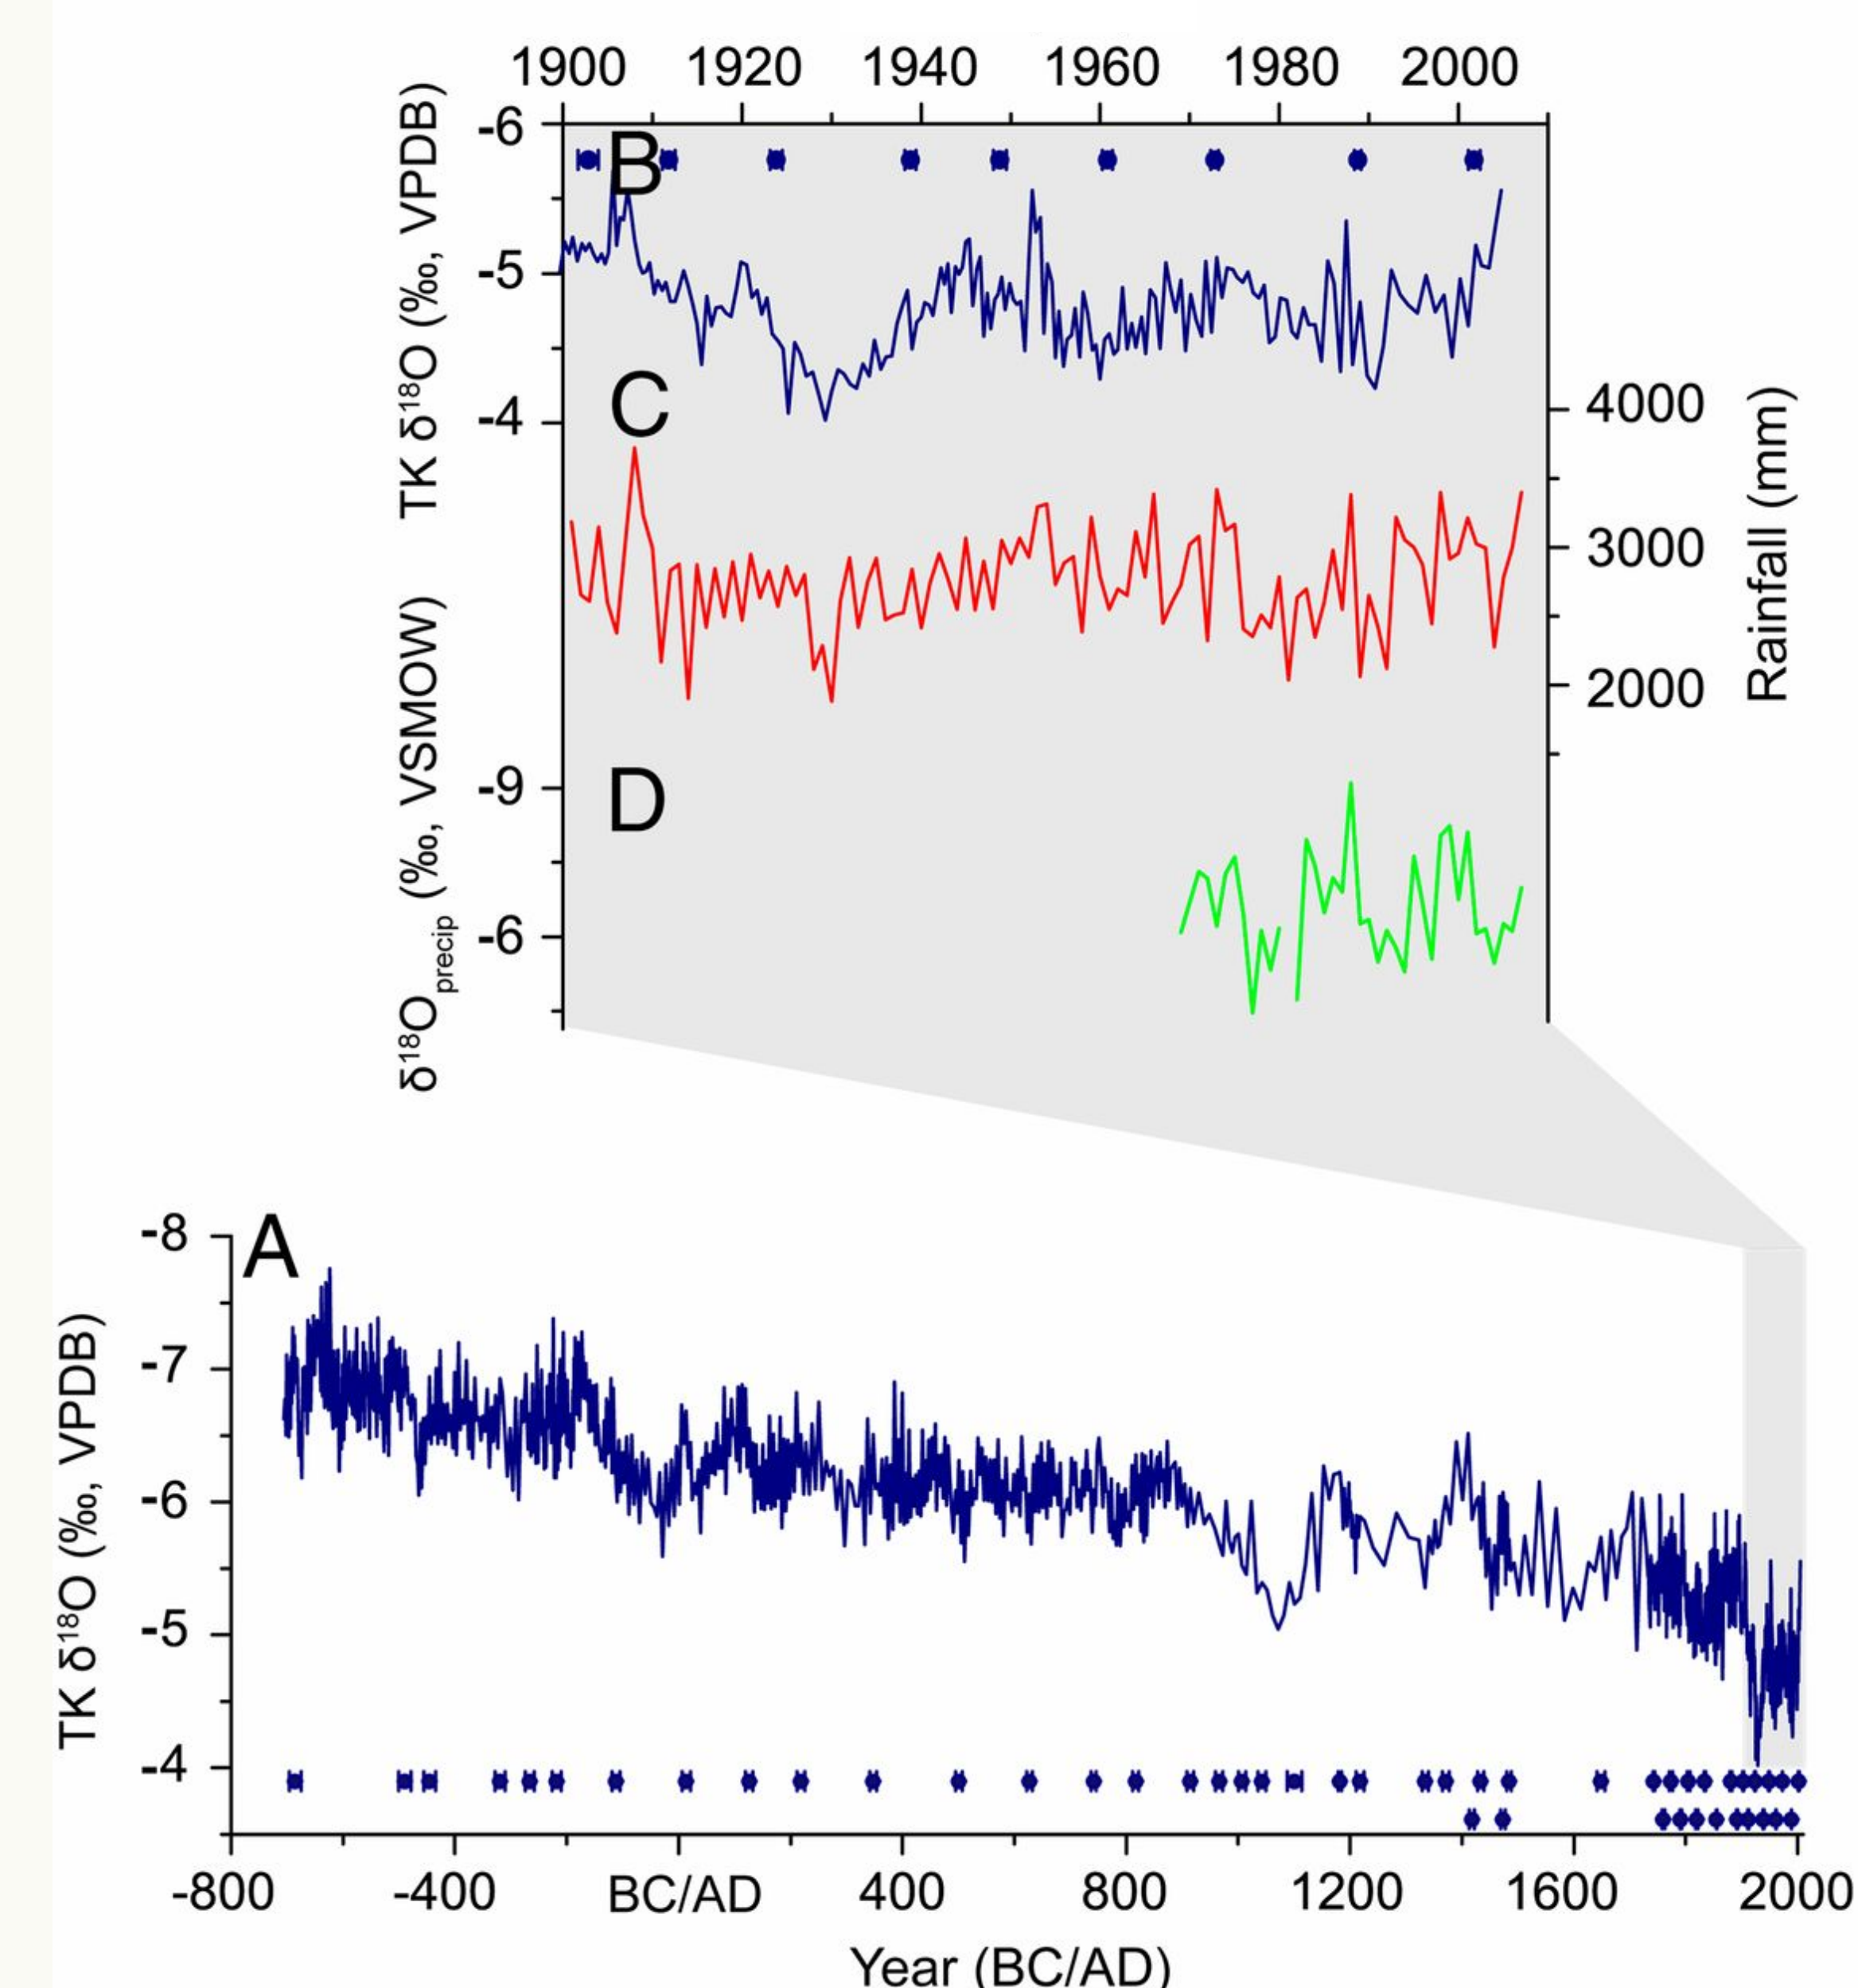 1900 1920 1940 1960 1980 2000
TK δ¹⁸O (‰, VPDB)
-6
-5
-4
B
C
4000
3000
2000
Rainfall (mm)
δ¹⁸Oprecip (‰, VSMOW)
-9
-6
D
A
TK δ¹⁸O (‰, VPDB)
-8
-7
-6
-5
-4
-800 -400 BC/AD 400 800 1200 1600 2000
Year (BC/AD)